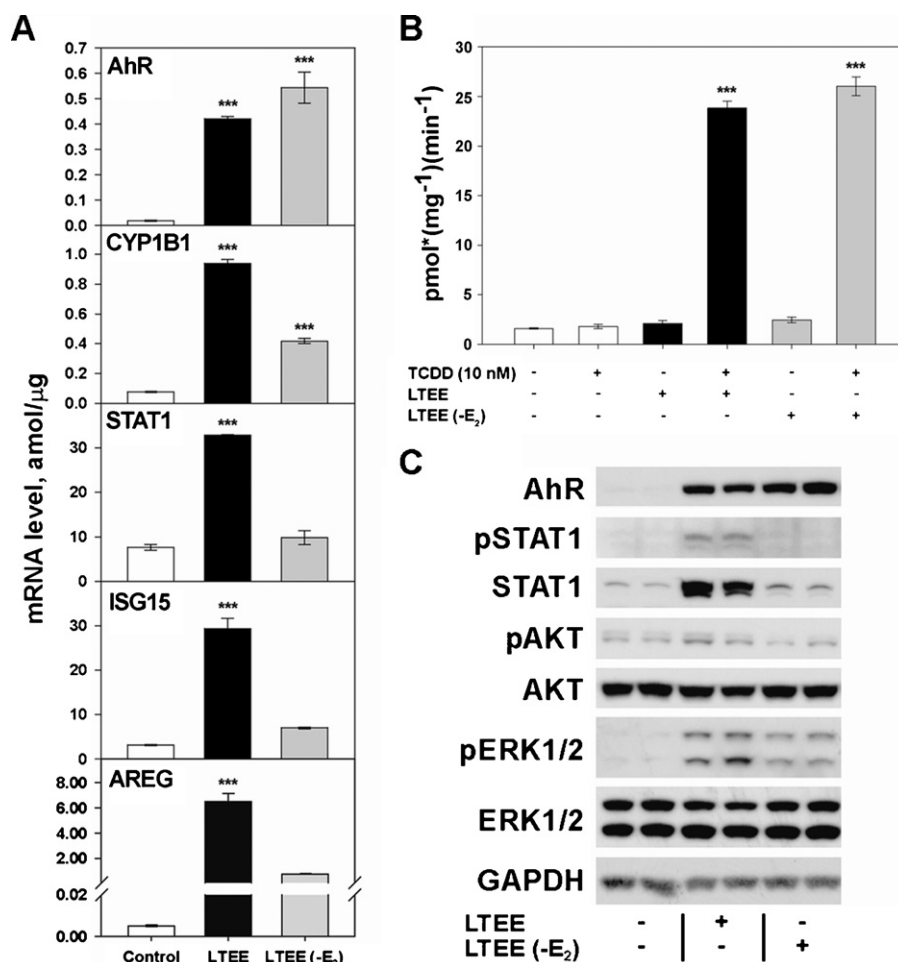 A
AhR
***
***
0.7
0.6
0.5
0.4
0.3
0.2
0.1
0.0
CYP1B1
***
***
1.0
0.8
0.6
0.4
0.2
0.0
STAT1
***
30
20
10
0
ISG15
***
30
20
10
0
AREG
***
8.00
6.00
4.00
2.00
0.02
0.00
mRNA level, amol/µg
Control LTEE LTEE (-E₂)
B
30
25
20
15
10
5
0
pmol*(mg⁻¹)(min⁻¹)
***
***
TCDD (10 nM) - + - + - +
LTEE - - + + - -
LTEE (-E₂) - - - - + +
C
AhR
pSTAT1
STAT1
pAKT
AKT
pERK1/2
ERK1/2
GAPDH
LTEE - + -
LTEE (-E₂) - - +